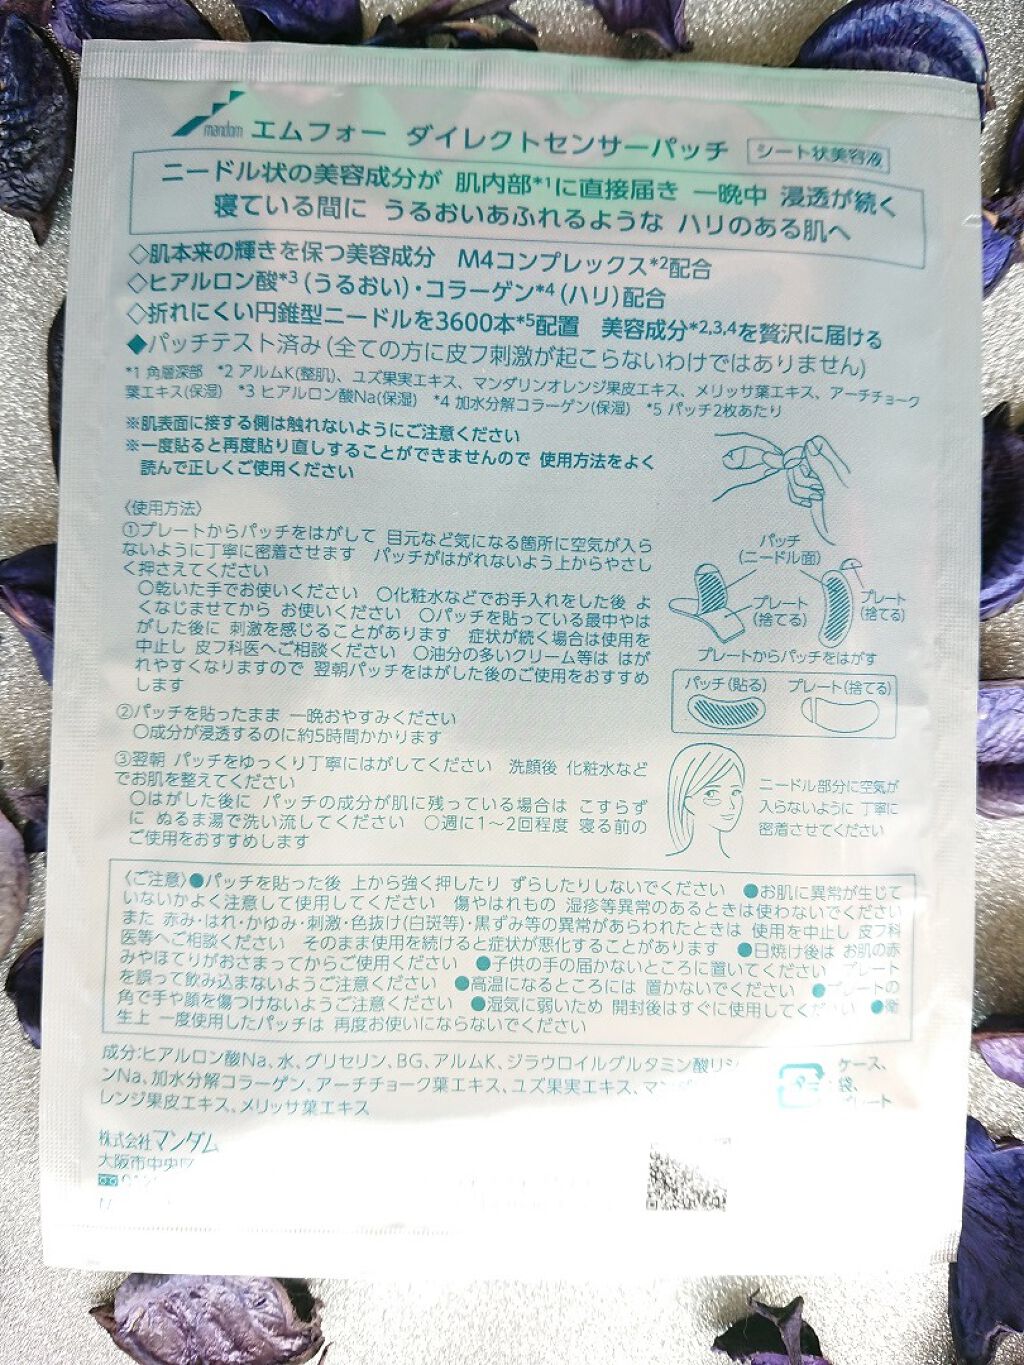 mandom エムフォー ダイレクトセンサーパッチ シート状美容液
ニードル状の美容成分が 肌内部*1に直接届き 一晩中 浸透が続く
寝ている間に うるおいあふれるような ハリのある肌へ
◇肌本来の輝きを保つ美容成分 M4コンプレックス*2配合
◇ヒアルロン酸*3(うるおい)・コラーゲン*4(ハリ)配合
◇折れにくい円錐型ニードルを3600本*5配置 美容成分*2,3,4を贅沢に届ける
◆パッチテスト済み(全ての方に皮フ刺激が起こらないわけではありません)
*1 角層深部 *2 アルムK(整肌)、ユズ果実エキス、マンダリンオレンジ果皮エキス、メリッサ葉エキス、アーチチョーク
葉エキス(保湿) *3 ヒアルロン酸Na(保湿) *4 加水分解コラーゲン(保湿) *5 パッチ2枚あたり
※肌表面に接する側は触れないようにご注意ください
※一度貼ると再度貼り直しすることができませんので 使用方法をよく
読んで正しくご使用ください
〈使用方法〉
①プレートからパッチをはがして 目元など気になる箇所に空気が入ら
ないように丁寧に密着させます パッチがはがれないよう上からやさし
く押さえてください
○乾いた手でお使いください ○化粧水などでお手入れをした後 よ
くなじませてから お使いください ○パッチを貼っている最中やは
がした後に 刺激を感じることがあります 症状が続く場合は使用を
中止し 皮フ科医へご相談ください ○油分の多いクリーム等は はが
れやすくなりますので 翌朝パッチをはがした後のご使用をおすすめ
します
②パッチを貼ったまま 一晩おやすみください
○成分が浸透するのに約5時間かかります
③翌朝 パッチをゆっくり丁寧にはがしてください 洗顔後 化粧水など
でお肌を整えてください
○はがした後に パッチの成分が肌に残っている場合は こすらず
に ぬるま湯で洗い流してください ○週に1～2回程度 寝る前の
ご使用をおすすめします
パッチ
(ニードル面)
プレート
(捨てる)
プレート
(捨てる)
プレートからパッチをはがす
パッチ(貼る) プレート(捨てる)
ニードル部分に空気が
入らないように 丁寧に
密着させてください
〈ご注意〉●パッチを貼った後 上から強く押したり ずらしたりしないでください ●お肌に異常が生じて
いないかよく注意して使用してください 傷やはれもの 湿疹等異常のあるときは使わないでください
また 赤み・はれ・かゆみ・刺激・色抜け(白斑等)・黒ずみ等の異常があらわれたときは 使用を中止し 皮フ科
医等へご相談ください そのまま使用を続けると症状が悪化することがあります ●日焼け後は お肌の赤
みやほてりがおさまってからご使用ください ●子供の手の届かないところに置いてください プレート
を誤って飲み込まないようご注意ください ●高温になるところには 置かないでください ●プレートの
角で手や顔を傷つけないようご注意ください ●湿気に弱いため 開封後はすぐに使用してください ●衛
生上 一度使用したパッチは 再度お使いにならないでください
成分:ヒアルロン酸Na、水、グリセリン、BG、アルムK、ジラウロイルグルタミン酸リシ
ンNa、加水分解コラーゲン、アーチチョーク葉エキス、ユズ果実エキス、マン
レンジ果皮エキス、メリッサ葉エキス
ケース、
袋、
プレート
株式会社マンダム
大阪市中央